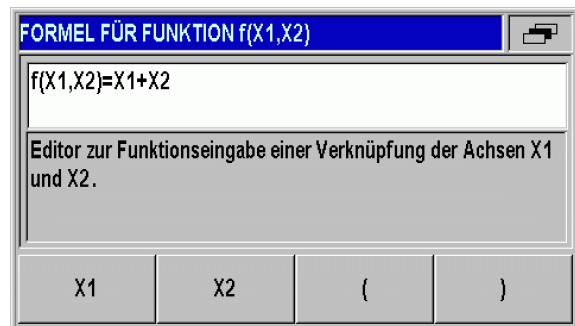 FORMEL FÜR FUNKTION f(X1,X2)
f(X1,X2)=X1+X2
Editor zur Funktionseingabe einer Verknüpfung der Achsen X1
und X2.
X1 X2 ( )